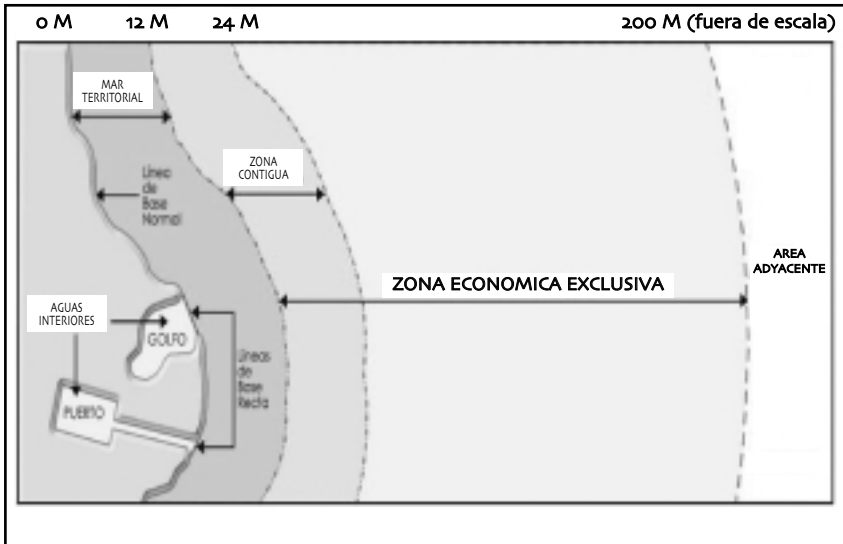 0 M 12 M 24 M 200 M (fuera de escala)
MAR
TERRITORIAL
ZONA
CONTIGUA
Línea
de
Base
Normal
ZONA ECONOMICA EXCLUSIVA
AREA
ADYACENTE
AGUAS
INTERIORES
GOLFO
Líneas
de
Base
Recta
PUERTO